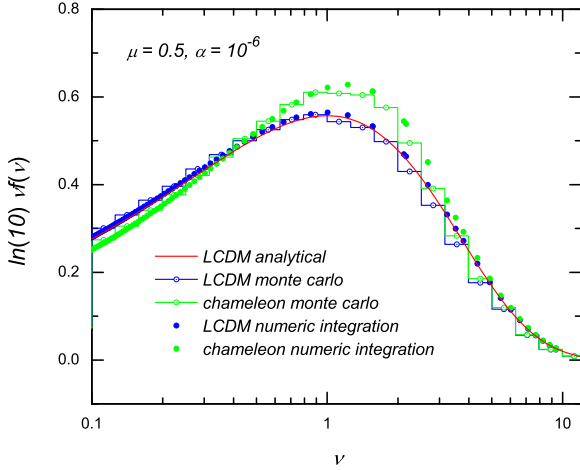 0.8
μ = 0.5, α = 10^-6
0.6
0.4
0.2
0.0
ln(10) νf(ν)
LCDM analytical
LCDM monte carlo
chameleon monte carlo
LCDM numeric integration
chameleon numeric integration
0.1
1
10
ν